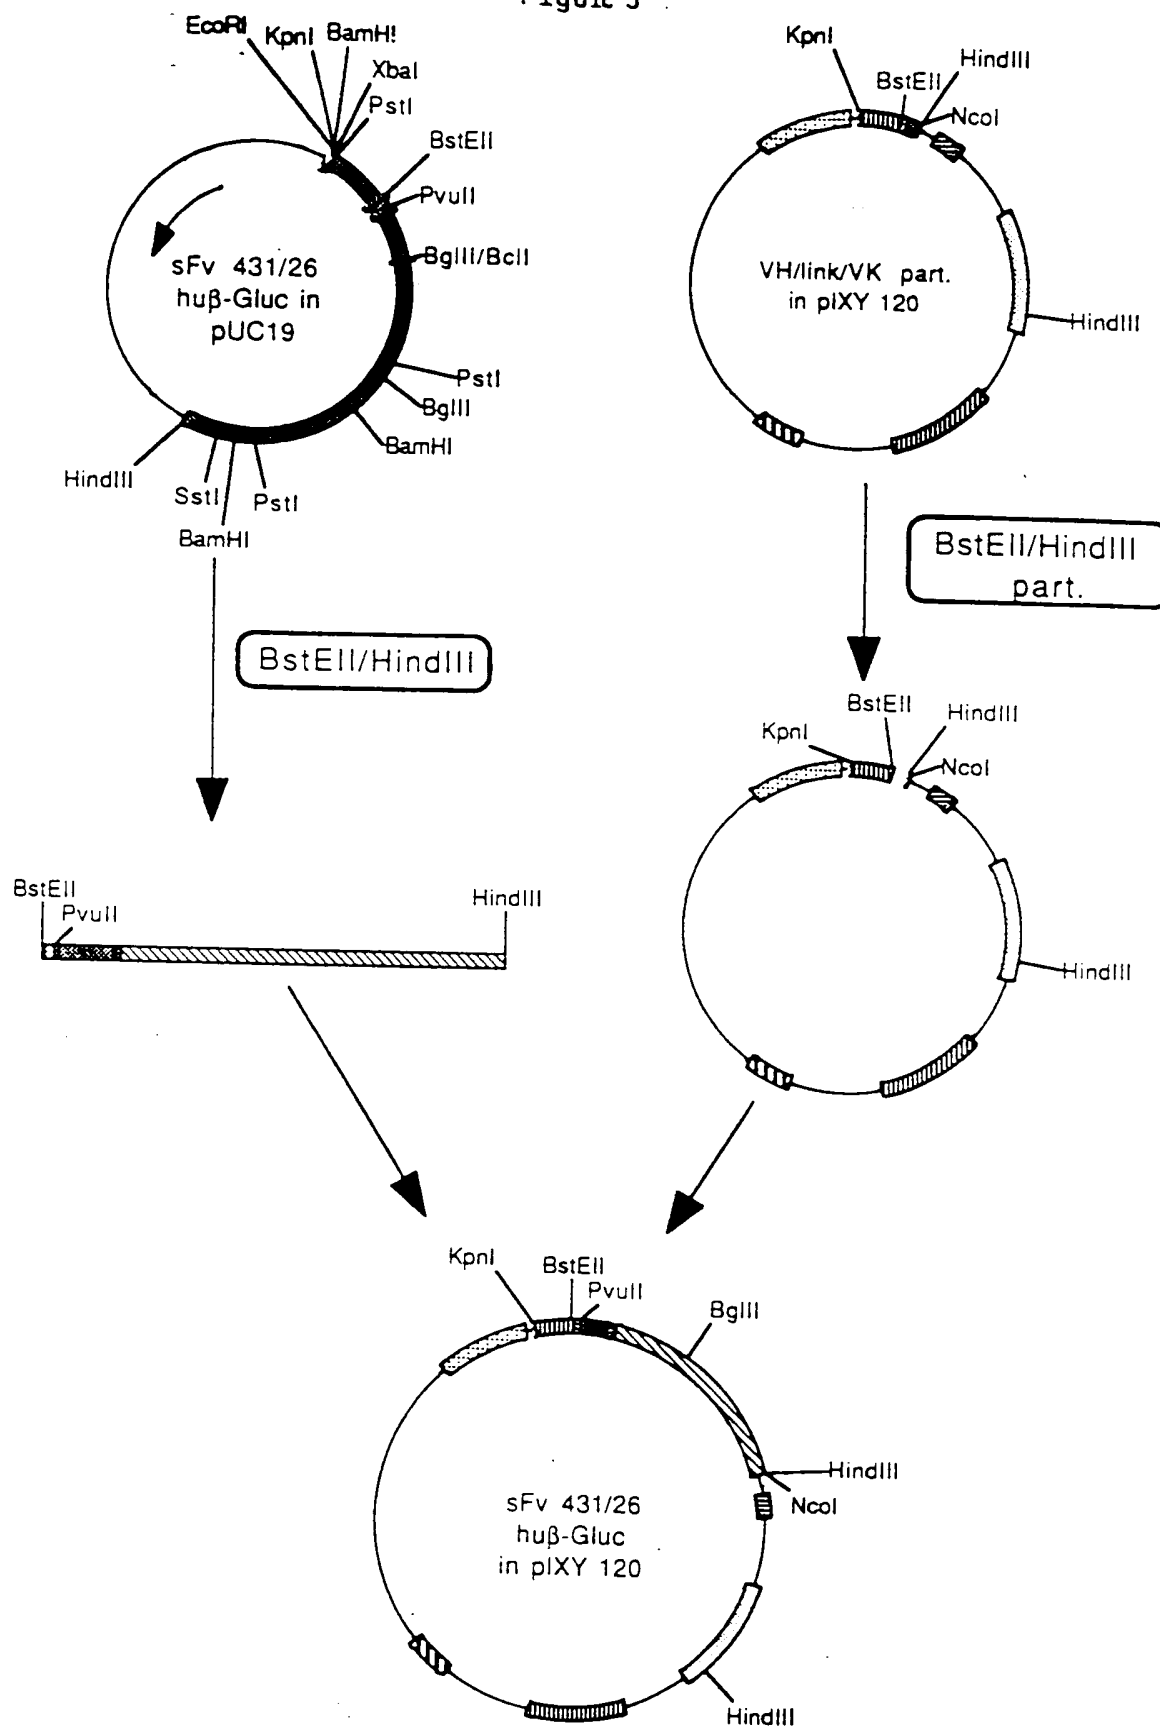 EcoRI
KpnI
BamHI
XbaI
PstI
BstEII
PvuII
BglII/BclI
sFv 431/26
huβ-Gluc in
pUC19
PstI
BglII
BamHI
HindIII
SstI
PstI
BamHI
KpnI
HindIII
BstEII
NcoI
VH/link/VK part.
in pIXY 120
HindIII
BstEII/HindIII
part.
BstEII/HindIII
BstEII
HindIII
KpnI
NcoI
HindIII
BstEII
PvuII
HindIII
KpnI
BstEII
PvuII
BglII
HindIII
NcoI
sFv 431/26
huβ-Gluc
in pIXY 120
HindIII